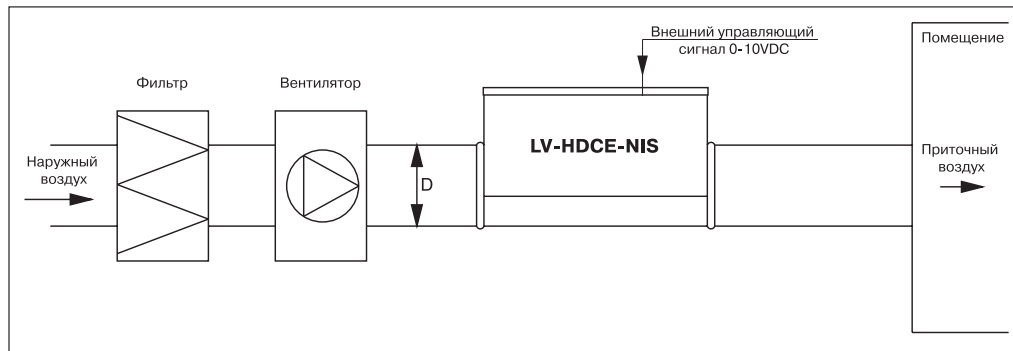 Внешний управляющий
сигнал 0-10VDC
Помещение
Фильтр
Вентилятор
LV-HDCE-NIS
Наружный
воздух
D
Приточный
воздух